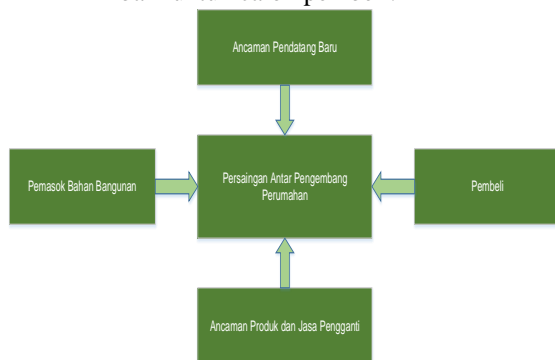 Ancaman Pendatang Baru
Pemasok Bahan Bangunan
Persaingan Antar Pengembang
Perumahan
Pembeli
Ancaman Produk dan Jasa Pengganti